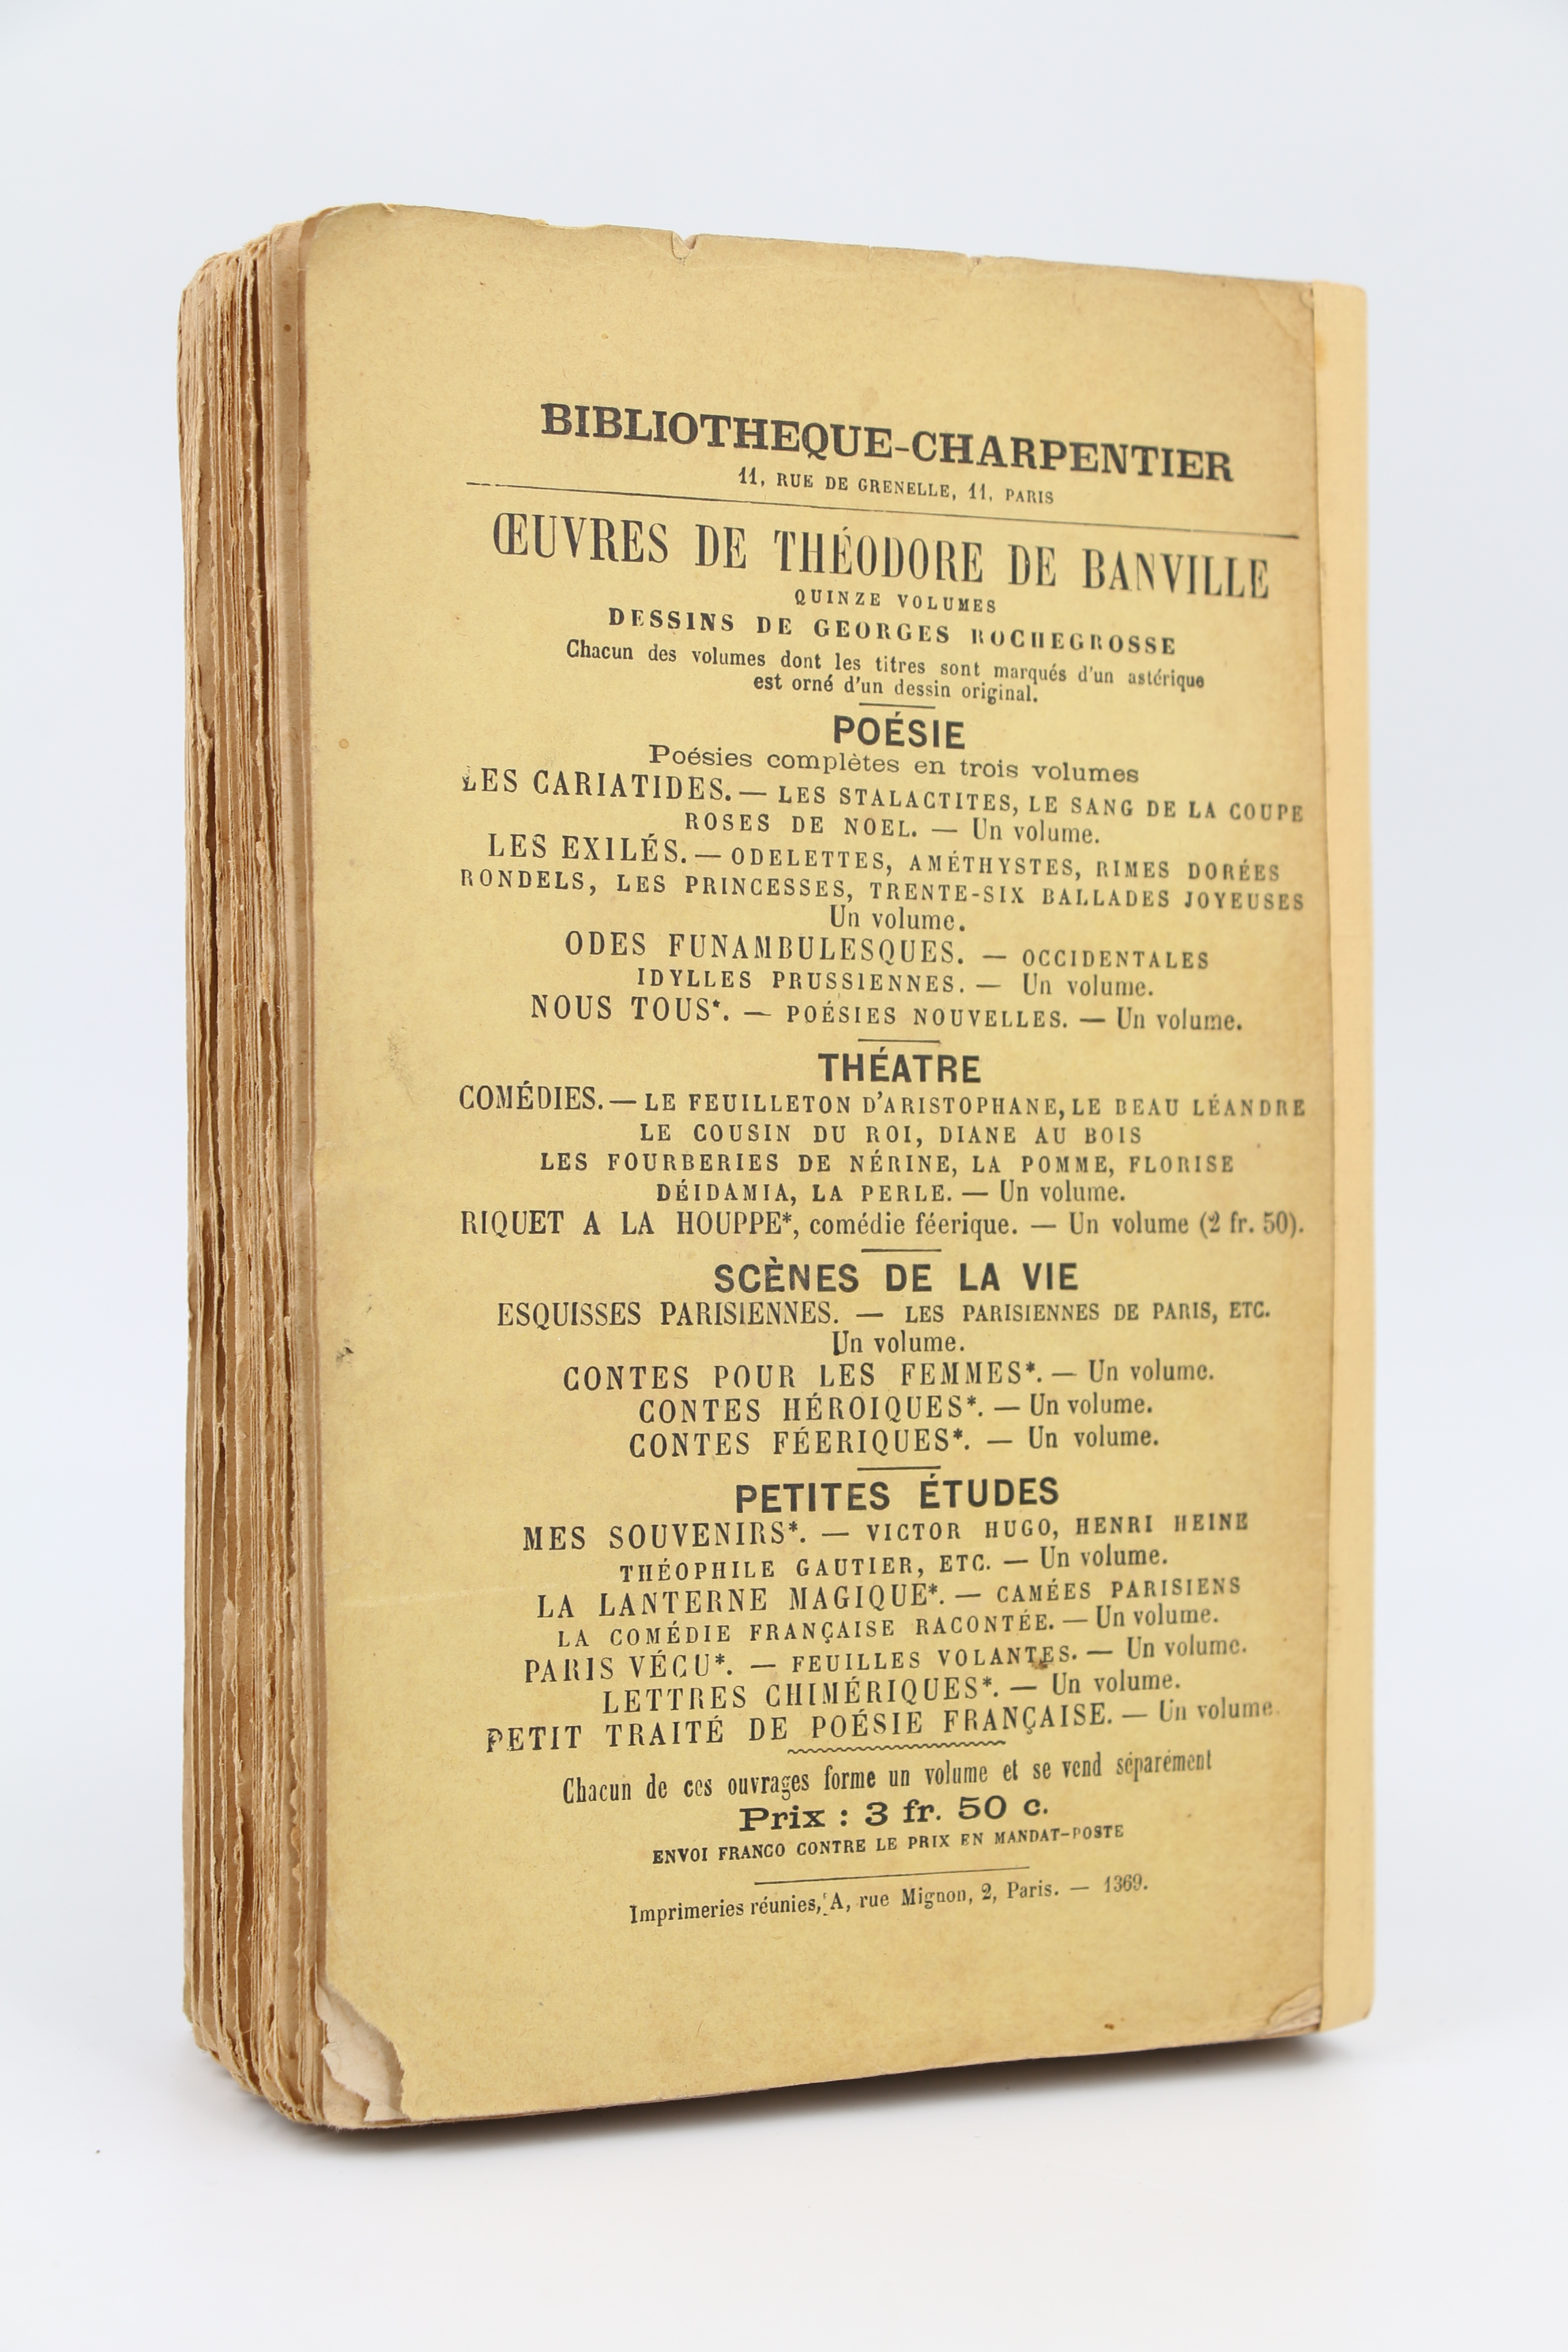 BIBLIOTHEQUE-CHARPENTIER
11, RUE DE GRENELLE, 11, PARIS
ŒUVRES DE THÉODORE DE BANVILLE
QUINZE VOLUMES
DESSINS DE GEORGES ROCHEGROSSE
Chacun des volumes dont les titres sont marqués d'un astérique
est orné d'un dessin original.
POÉSIE
Poésies complètes en trois volumes
LES CARIATIDES. — LES STALACTITES, LE SANG DE LA COUPE
ROSES DE NOEL. — Un volume.
LES EXILÉS. — ODELETTES, AMÉTHYSTES, RIMES DORÉES
RONDELS, LES PRINCESSES, TRENTE-SIX BALLADES JOYEUSES
Un volume.
ODES FUNAMBULESQUES. — OCCIDENTALES
IDYLLES PRUSSIENNES. — Un volume.
NOUS TOUS*. — POÉSIES NOUVELLES. — Un volume.
THÉATRE
COMÉDIES. — LE FEUILLETON D'ARISTOPHANE, LE BEAU LÉANDRE
LE COUSIN DU ROI, DIANE AU BOIS
LES FOURBERIES DE NÉRINE, LA POMME, FLORISE
DÉIDAMIA, LA PERLE. — Un volume.
RIQUET A LA HOUPPE*, comédie féerique. — Un volume (2 fr. 50).
SCÈNES DE LA VIE
ESQUISSES PARISIENNES. — LES PARISIENNES DE PARIS, ETC.
Un volume.
CONTES POUR LES FEMMES*. — Un volume.
CONTES HÉROIQUES*. — Un volume.
CONTES FÉERIQUES*. — Un volume.
PETITES ÉTUDES
MES SOUVENIRS*. — VICTOR HUGO, HENRI HEINE
THÉOPHILE GAUTIER, ETC. — Un volume.
LA LANTERNE MAGIQUE*. — CAMÉES PARISIENS
LA COMÉDIE FRANÇAISE RACONTÉE. — Un volume.
PARIS VÉCU*. — FEUILLES VOLANTES. — Un volume.
LETTRES CHIMÉRIQUES*. — Un volume.
PETIT TRAITÉ DE POÉSIE FRANÇAISE. — Un volume.
Chacun de ces ouvrages forme un volume et se vend séparément
Prix : 3 fr. 50 c.
ENVOI FRANCO CONTRE LE PRIX EN MANDAT-POSTE
Imprimeries réunies, A, rue Mignon, 2, Paris. — 1369.